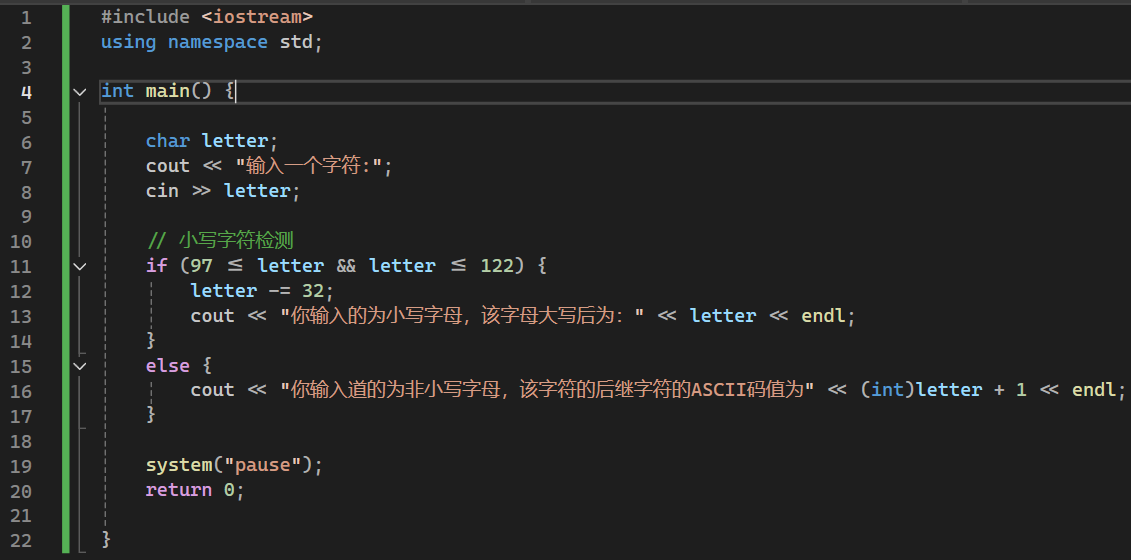 1 #include <iostream>
2 using namespace std;
3
4 int main() {
5
6 char letter;
7 cout << "输入一个字符:";
8 cin >> letter;
9
10 // 小写字符检测
11 if (97 <= letter && letter <= 122) {
12 letter -= 32;
13 cout << "你输入的为小写字母，该字母大写后为：" << letter << endl;
14 }
15 else {
16 cout << "你输入道的为非小写字母，该字符的后继字符的ASCII码值为" << (int)letter + 1 << endl;
17 }
18
19 system("pause");
20 return 0;
21
22 }